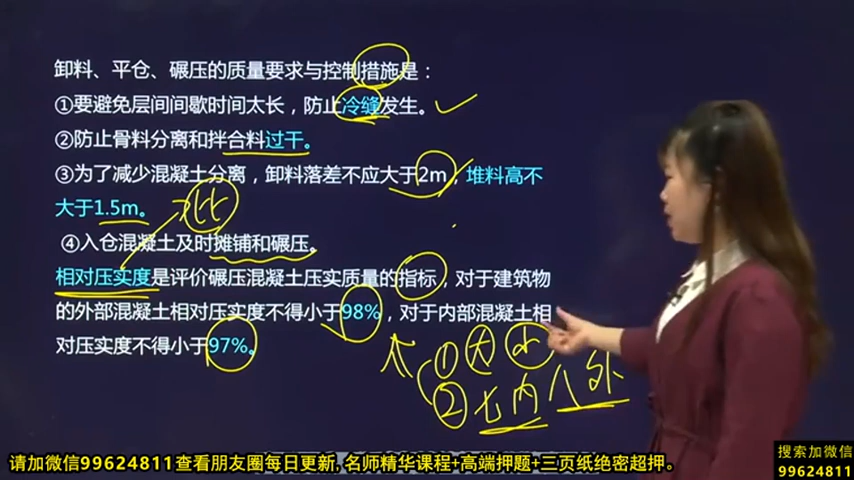 卸料、平仓、碾压的质量要求与控制措施是：
①要避免层间间歇时间太长，防止冷缝发生。
②防止骨料分离和拌合料过干。
③为了减少混凝土分离，卸料落差不应大于2m，堆料高不
大于1.5m。
④入仓混凝土及时摊铺和碾压。
相对压实度是评价碾压混凝土压实质量的指标，对于建筑物
的外部混凝土相对压实度不得小于98%，对于内部混凝土相
对压实度不得小于97%。
①大小
②七内八外
请加微信99624811查看朋友圈每日更新,名师精华课程+高端押题+三页纸绝密超押。
搜索加微信
99624811